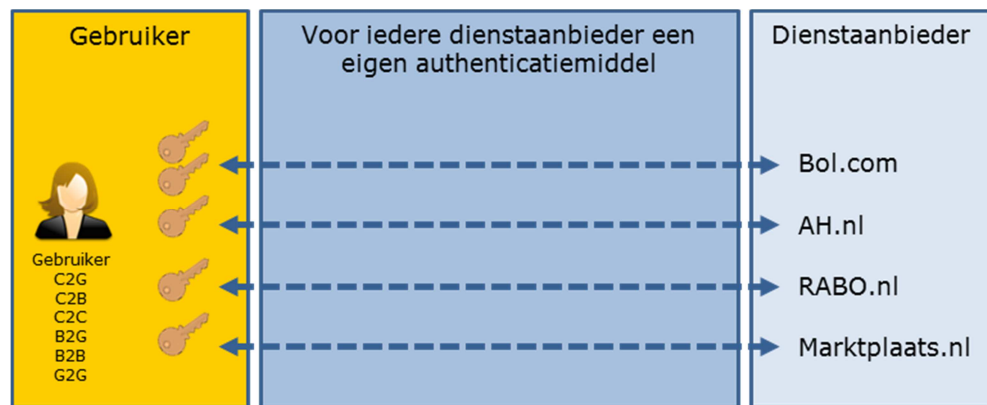 Gebruiker
Voor iedere dienstaanbieder een
eigen authenticatiemiddel
Dienstaanbieder
Gebruiker
C2G
C2B
C2C
B2G
B2B
G2G
Bol.com
AH.nl
RABO.nl
Marktplaats.nl